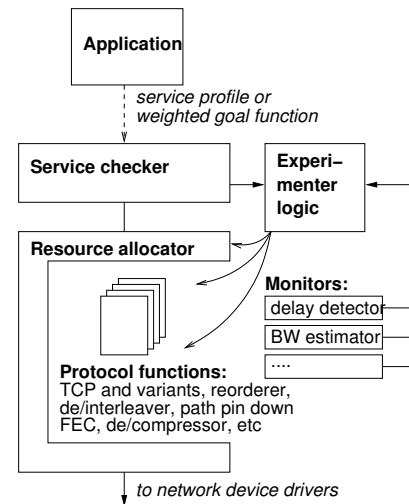 Application
service profile or
weighted goal function
Service checker
Experi-
menter
logic
Resource allocator
Monitors:
delay detector
BW estimator
....
Protocol functions:
TCP and variants, reorderer,
de/interleaver, path pin down
FEC, de/compressor, etc
to network device drivers